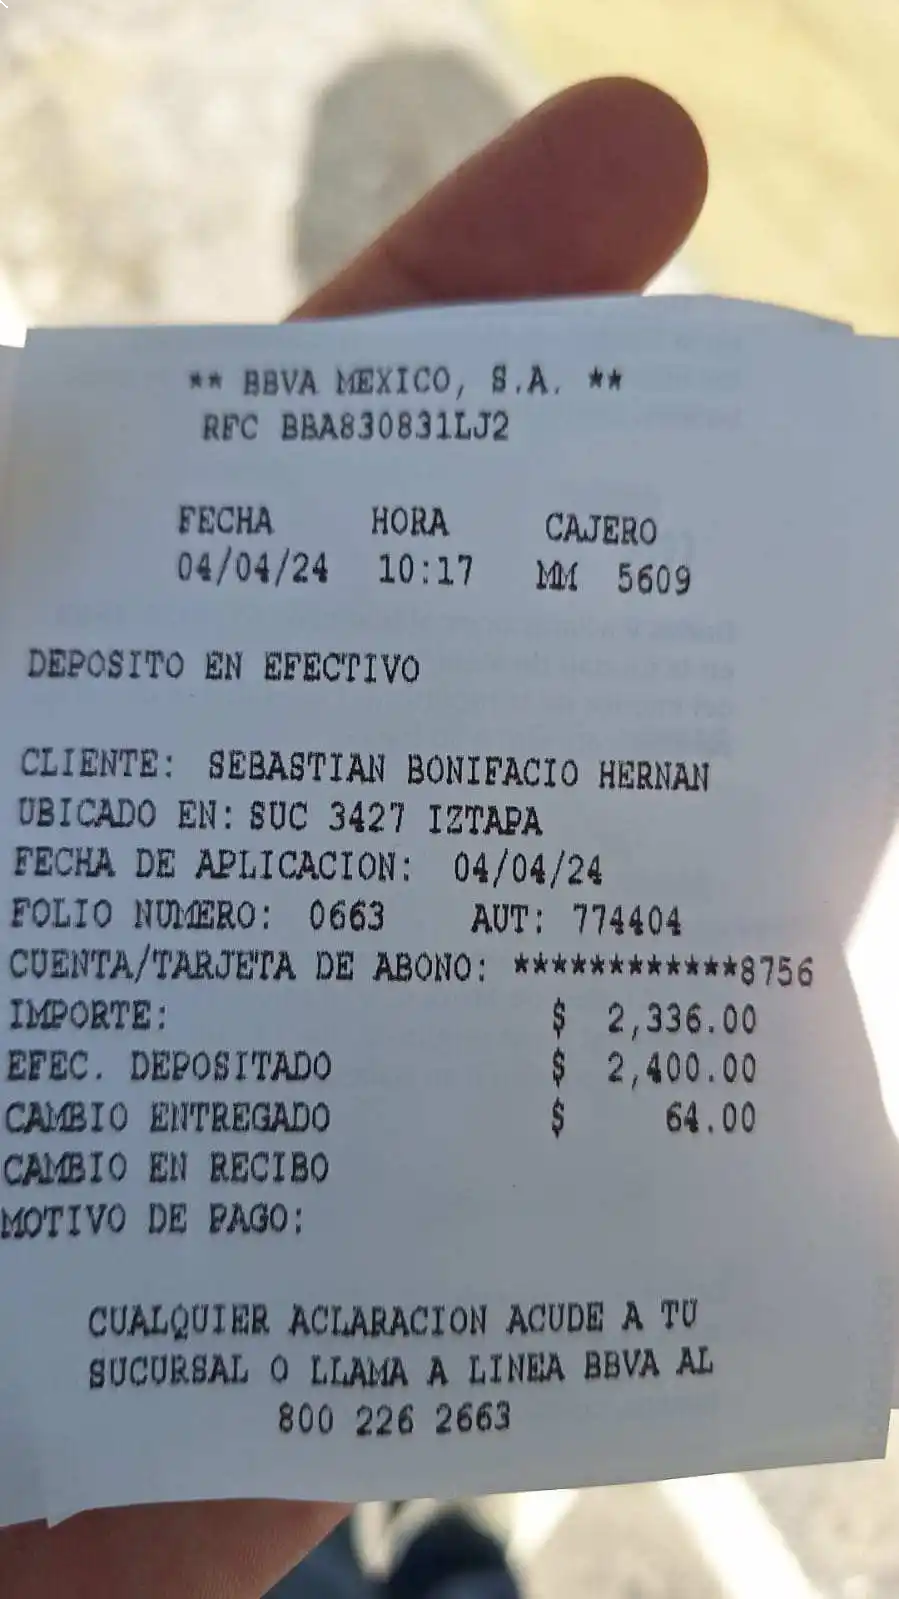 ** BBVA MEXICO, S.A. **
RFC BBA830831LJ2
FECHA HORA CAJERO
04/04/24 10:17 MM 5609
DEPOSITO EN EFECTIVO
CLIENTE: SEBASTIAN BONIFACIO HERNAN
UBICADO EN: SUC 3427 IZTAPA
FECHA DE APLICACION: 04/04/24
FOLIO NUMERO: 0663 AUT: 774404
CUENTA/TARJETA DE ABONO: ************8756
IMPORTE: $ 2,336.00
EFEC. DEPOSITADO $ 2,400.00
CAMBIO ENTREGADO $ 64.00
CAMBIO EN RECIBO
MOTIVO DE PAGO:
CUALQUIER ACLARACION ACUDE A TU
SUCURSAL O LLAMA A LINEA BBVA AL
800 226 2663